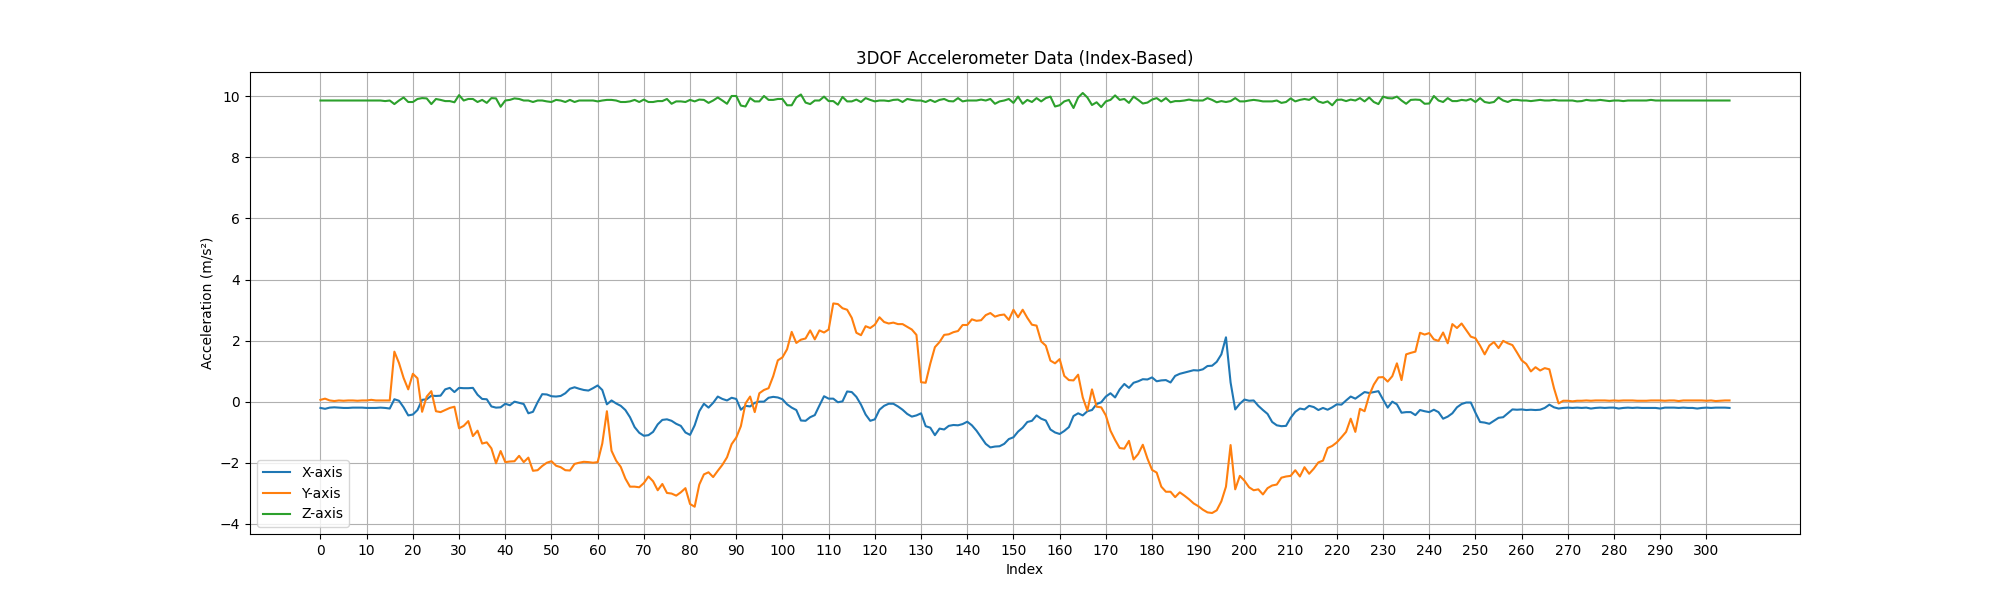 3DOF Accelerometer Data (Index-Based)
Acceleration (m/s²)
10
8
6
4
2
0
−2
−4
X-axis
Y-axis
Z-axis
0 10 20 30 40 50 60 70 80 90 100 110 120 130 140 150 160 170 180 190 200 210 220 230 240 250 260 270 280 290 300
Index